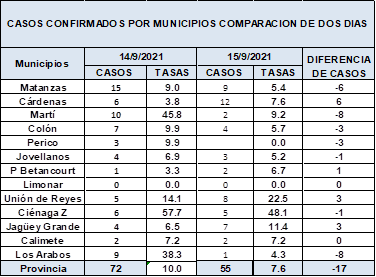 CASOS CONFIRMADOS POR MUNICIPIOS COMPARACION DE DOS DIAS
Municipios 14/9/2021 15/9/2021 DIFERENCIA DE CASOS
CASOS TASAS CASOS TASAS
Matanzas 15 9.0 9 5.4 -6
Cárdenas 6 3.8 12 7.6 6
Martí 10 45.8 2 9.2 -8
Colón 7 9.9 4 5.7 -3
Perico 3 9.9 0.0 -3
Jovellanos 4 6.9 3 5.2 -1
P Betancourt 1 3.3 2 6.7 1
Limonar 0 0.0 0 0.0 0
Unión de Reyes 5 14.1 8 22.5 3
Ciénaga Z 6 57.7 5 48.1 -1
Jagüey Grande 4 6.5 7 11.4 3
Calimete 2 7.2 2 7.2 0
Los Arabos 9 38.3 1 4.3 -8
Provincia 72 10.0 55 7.6 -17